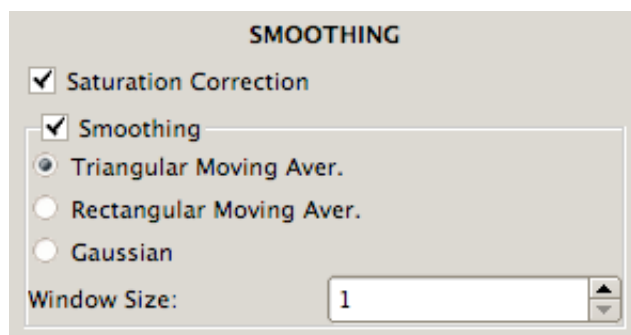 SMOOTHING
Saturation Correction
Smoothing
Triangular Moving Aver.
Rectangular Moving Aver.
Gaussian
Window Size: 1